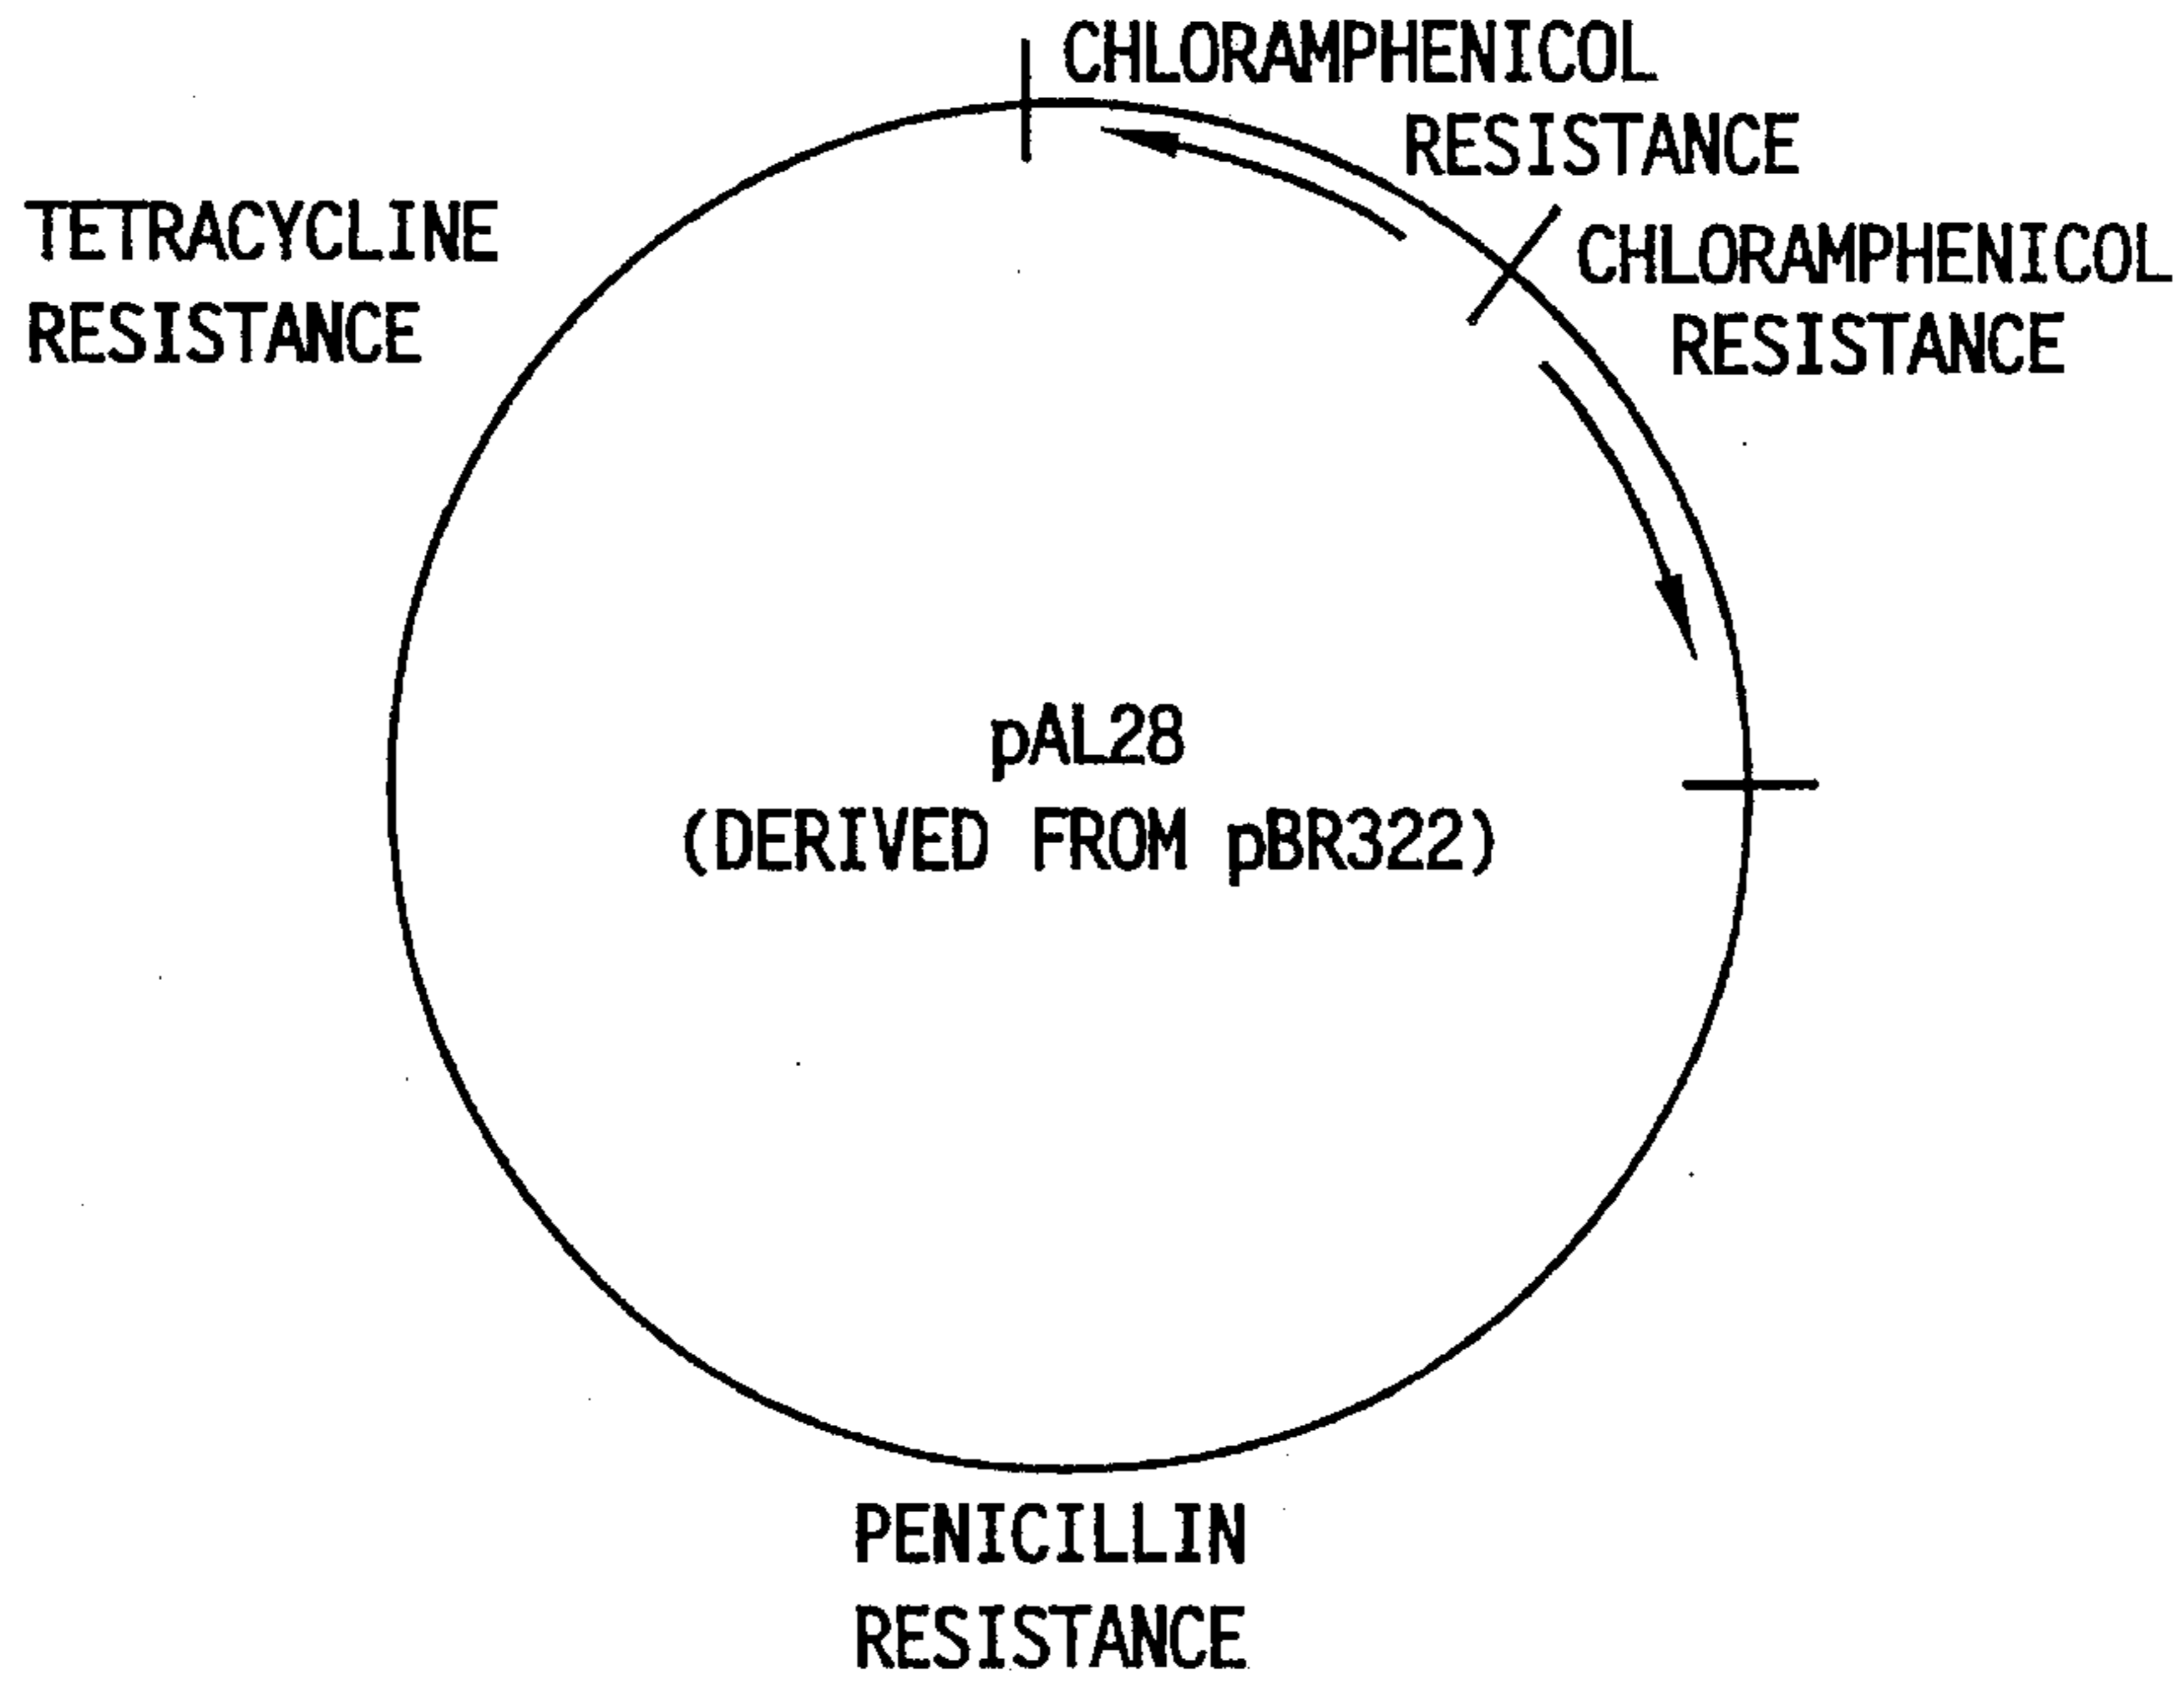 CHLORAMPHENICOL
RESISTANCE
TETRACYCLINE
RESISTANCE
CHLORAMPHENICOL
RESISTANCE
pAL28
(DERIVED FROM pBR322)
PENICILLIN
RESISTANCE